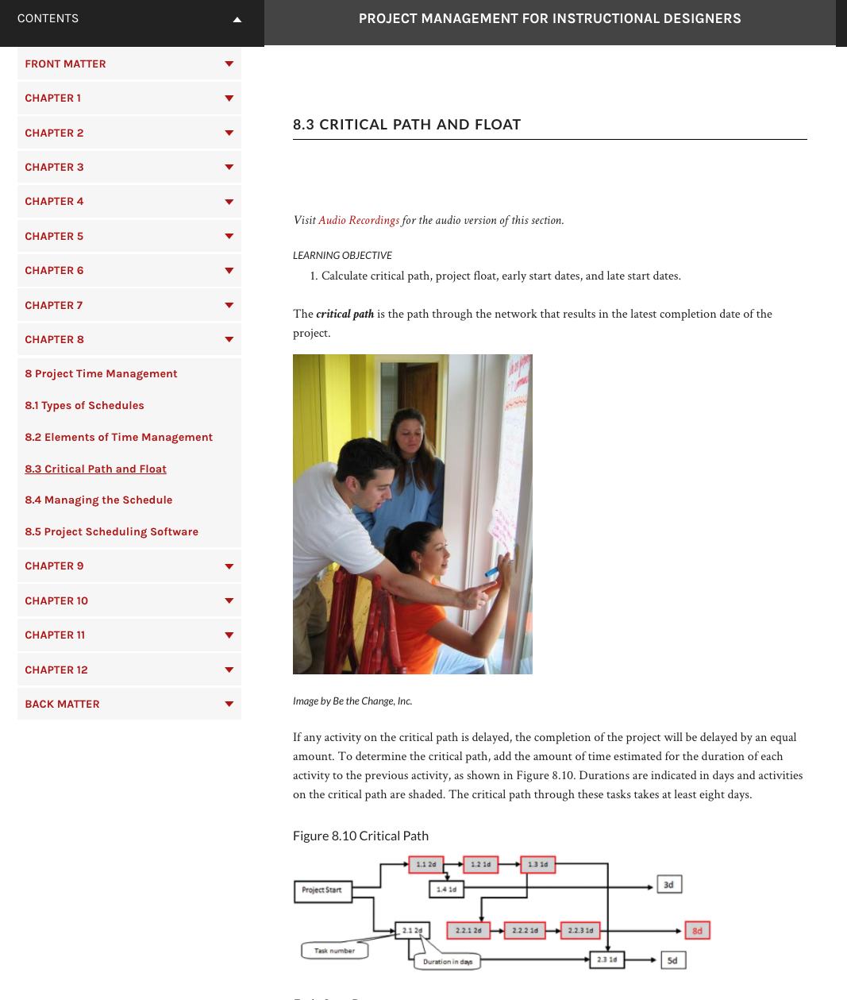 CONTENTS
PROJECT MANAGEMENT FOR INSTRUCTIONAL DESIGNERS
FRONT MATTER
CHAPTER 1
CHAPTER 2
CHAPTER 3
CHAPTER 4
CHAPTER 5
CHAPTER 6
CHAPTER 7
CHAPTER 8
8 Project Time Management
8.1 Types of Schedules
8.2 Elements of Time Management
8.3 Critical Path and Float
8.4 Managing the Schedule
8.5 Project Scheduling Software
CHAPTER 9
CHAPTER 10
CHAPTER 11
CHAPTER 12
BACK MATTER
8.3 CRITICAL PATH AND FLOAT
Visit Audio Recordings for the audio version of this section.
LEARNING OBJECTIVE
1. Calculate critical path, project float, early start dates, and late start dates.
The critical path is the path through the network that results in the latest completion date of the
project.
Image by Be the Change, Inc.
If any activity on the critical path is delayed, the completion of the project will be delayed by an equal
amount. To determine the critical path, add the amount of time estimated for the duration of each
activity to the previous activity, as shown in Figure 8.10. Durations are indicated in days and activities
on the critical path are shaded. The critical path through these tasks takes at least eight days.
Figure 8.10 Critical Path
1.1 2d
1.2 1d
1.3 1d
Project Start
1.4 1d
3d
2.1 2d
2.2.1 2d
2.2.2 1d
2.2.3 1d
8d
Task number
Duration in days
2.3 1d
5d